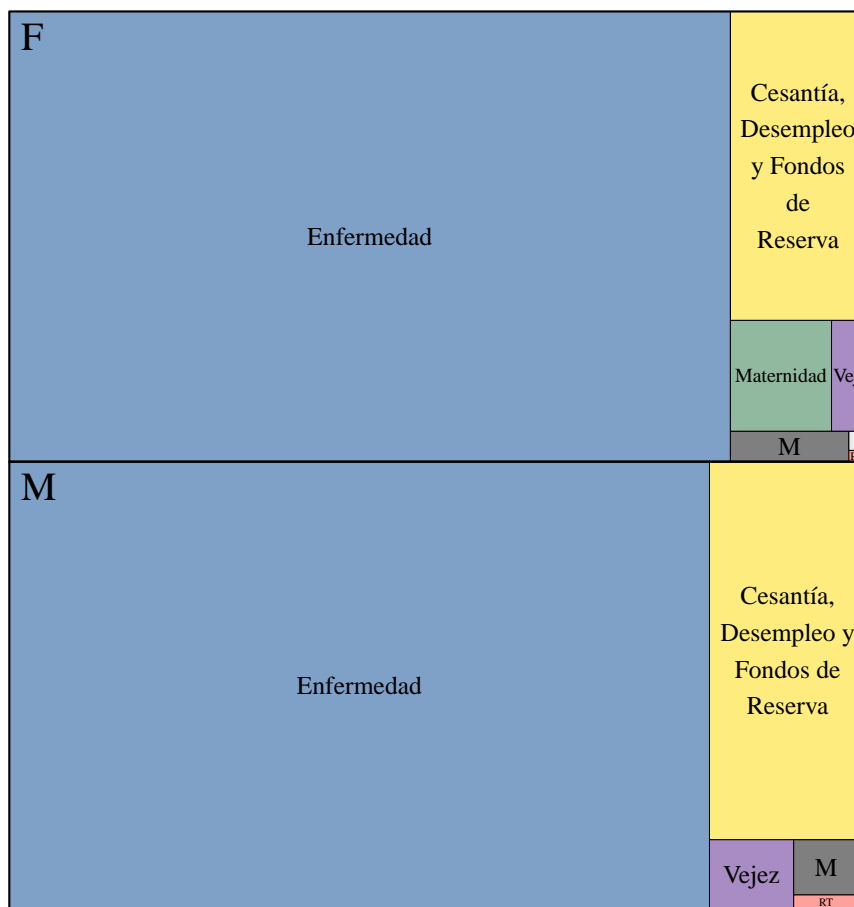 F
Enfermedad
Cesantía,
Desempleo
y Fondos
de
Reserva
Maternidad
M
M
Enfermedad
Cesantía,
Desempleo y
Fondos de
Reserva
Vejez
M
RT